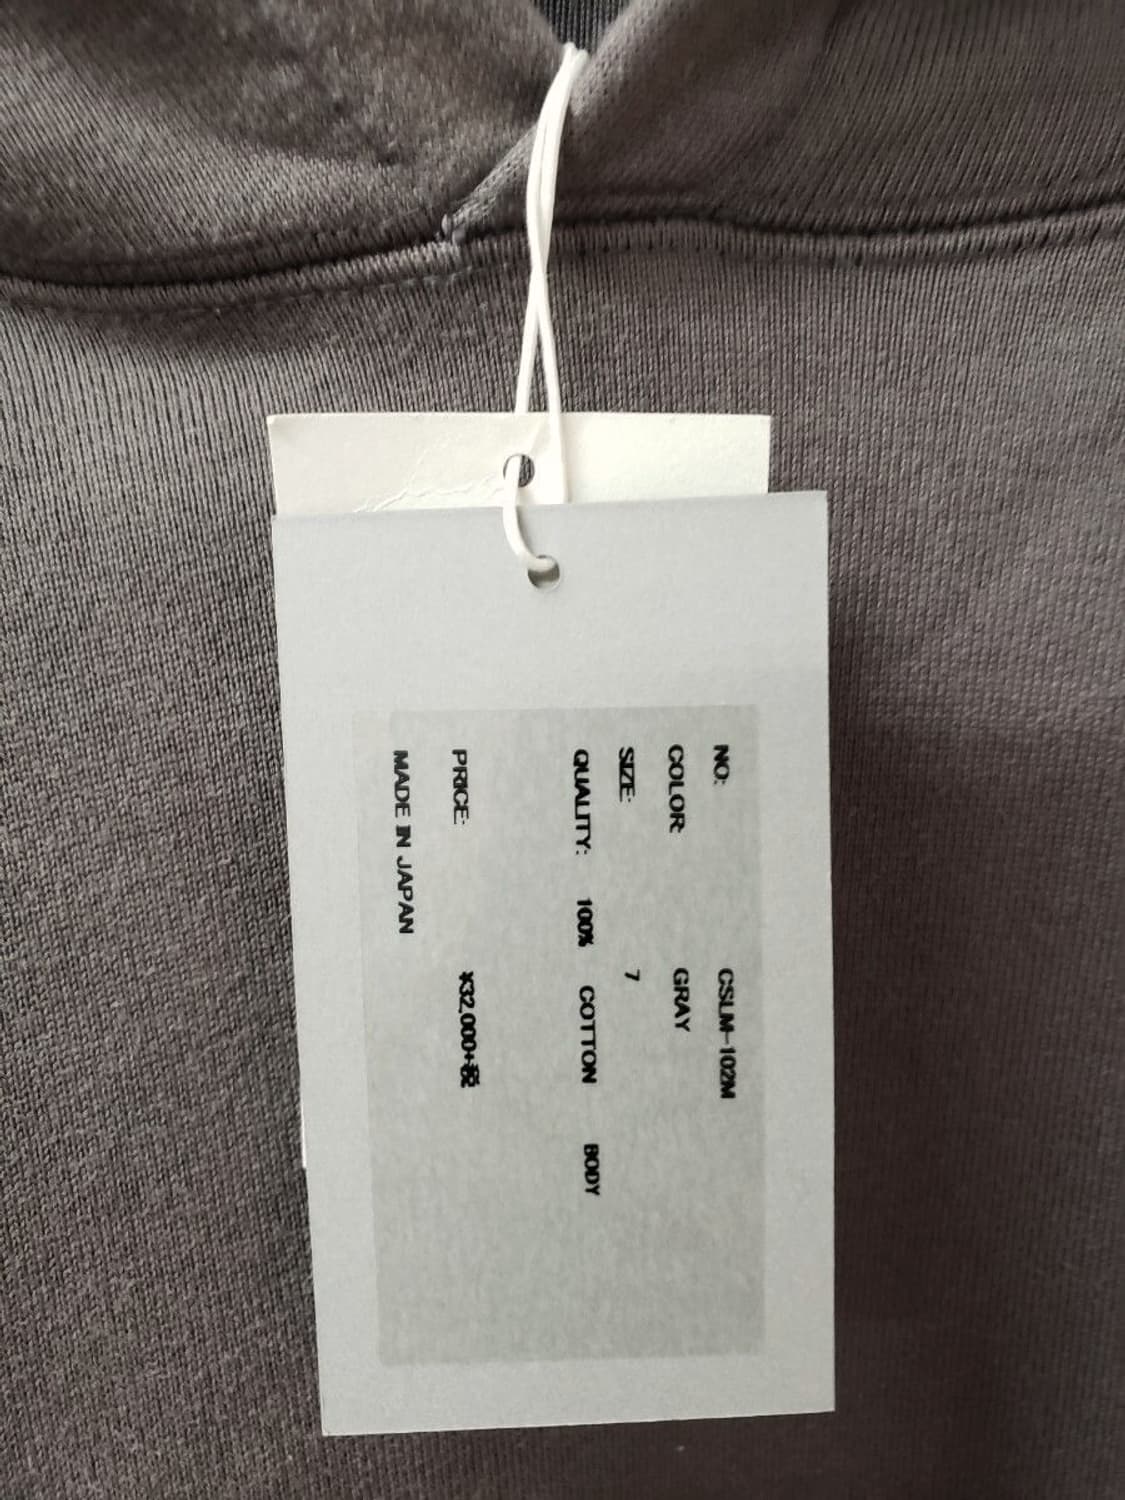 NO: CSLM-102M
COLOR: GRAY
SIZE: 7
QUALITY: 100% COTTON BODY
PRICE: ¥32,000+税
MADE IN JAPAN